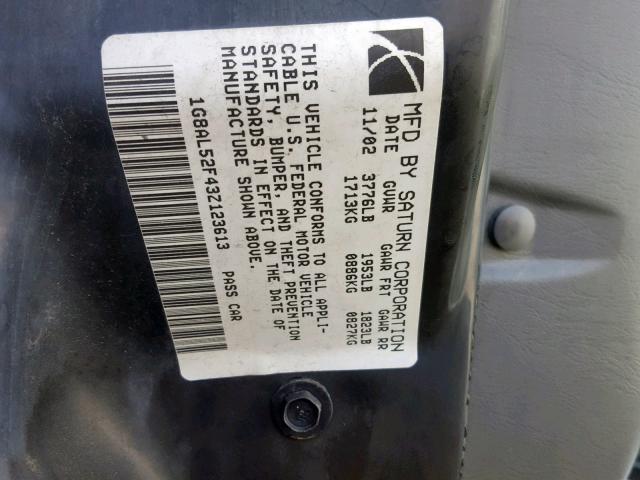 MFD BY SATURN CORPORATION
DATE GVWR GAWR FRT GAWR RR
11/02 3776LB 1953LB 1823LB
1713KG 0886KG 0827KG
THIS VEHICLE CONFORMS TO ALL APPLI-
CABLE U.S. FEDERAL MOTOR VEHICLE
SAFETY, BUMPER, AND THEFT PREVENTION
STANDARDS IN EFFECT ON THE DATE OF
MANUFACTURE SHOWN ABOVE.
1G8AL52F43Z123613 PASS CAR